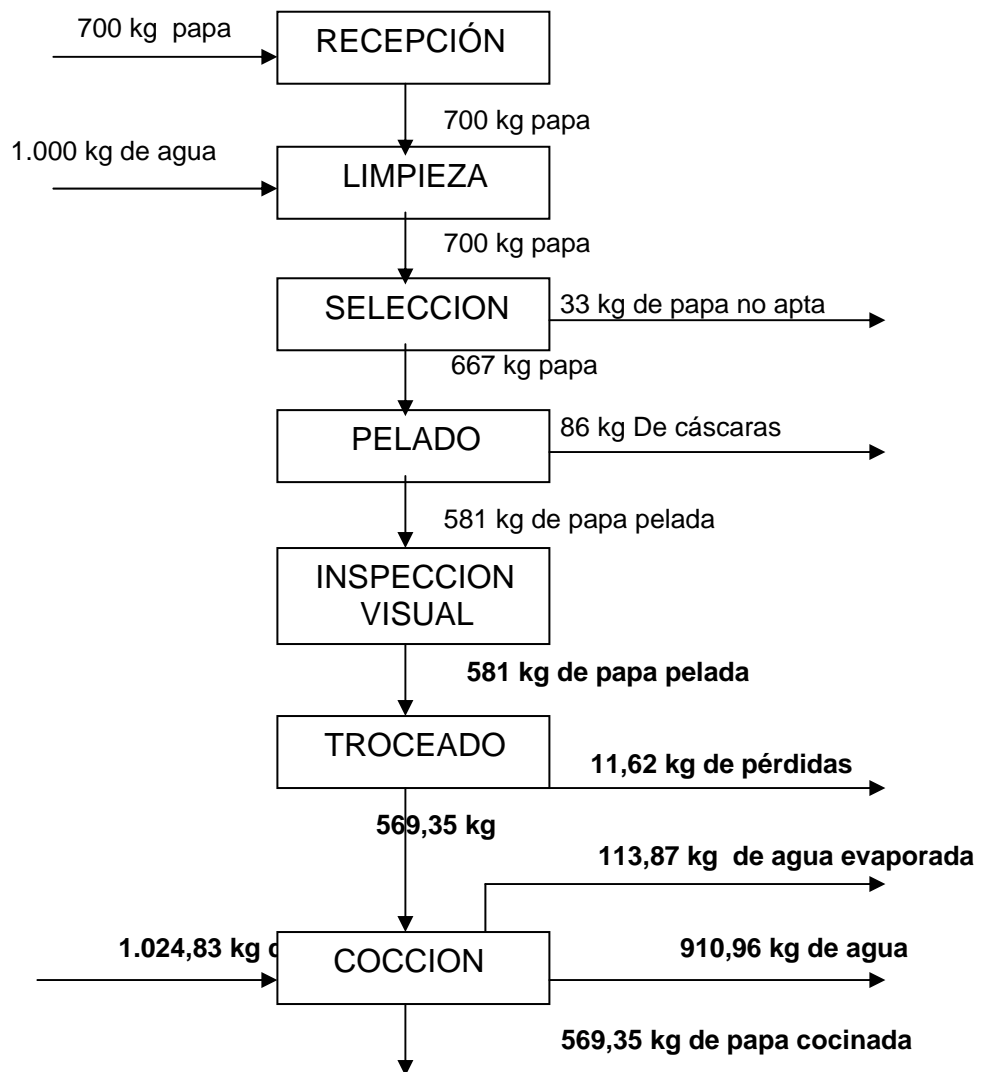 700 kg papa
RECEPCIÓN
700 kg papa
1.000 kg de agua
LIMPIEZA
700 kg papa
SELECCION
33 kg de papa no apta
667 kg papa
PELADO
86 kg De cáscaras
581 kg de papa pelada
INSPECCION
VISUAL
581 kg de papa pelada
TROCEADO
11,62 kg de pérdidas
569,35 kg
113,87 kg de agua evaporada
1.024,83 kg
COCCION
910,96 kg de agua
569,35 kg de papa cocinada